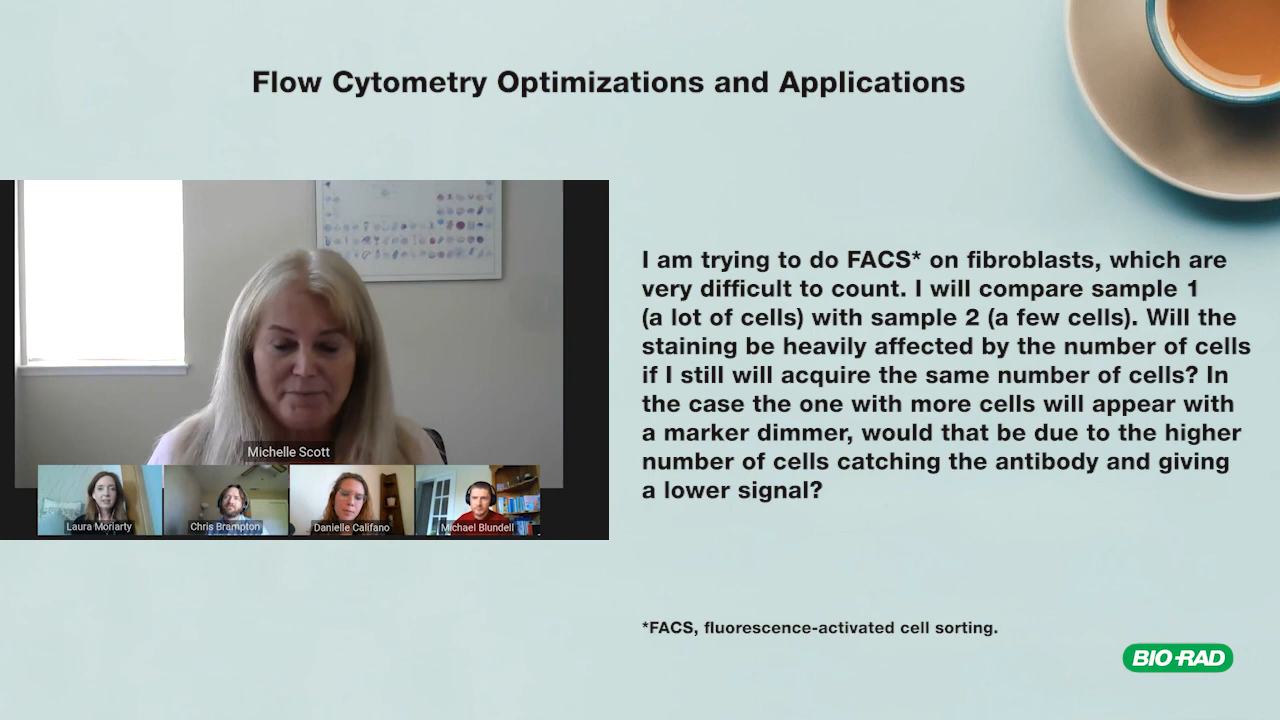 Flow Cytometry Optimizations and Applications
Michelle Scott
Laura Moriarty
Chris Brampton
Danielle Califano
Michael Blundell
I am trying to do FACS* on fibroblasts, which are
very difficult to count. I will compare sample 1
(a lot of cells) with sample 2 (a few cells). Will the
staining be heavily affected by the number of cells
if I still will acquire the same number of cells? In
the case the one with more cells will appear with
a marker dimmer, would that be due to the higher
number of cells catching the antibody and giving
a lower signal?
*FACS, fluorescence-activated cell sorting.
BIO-RAD